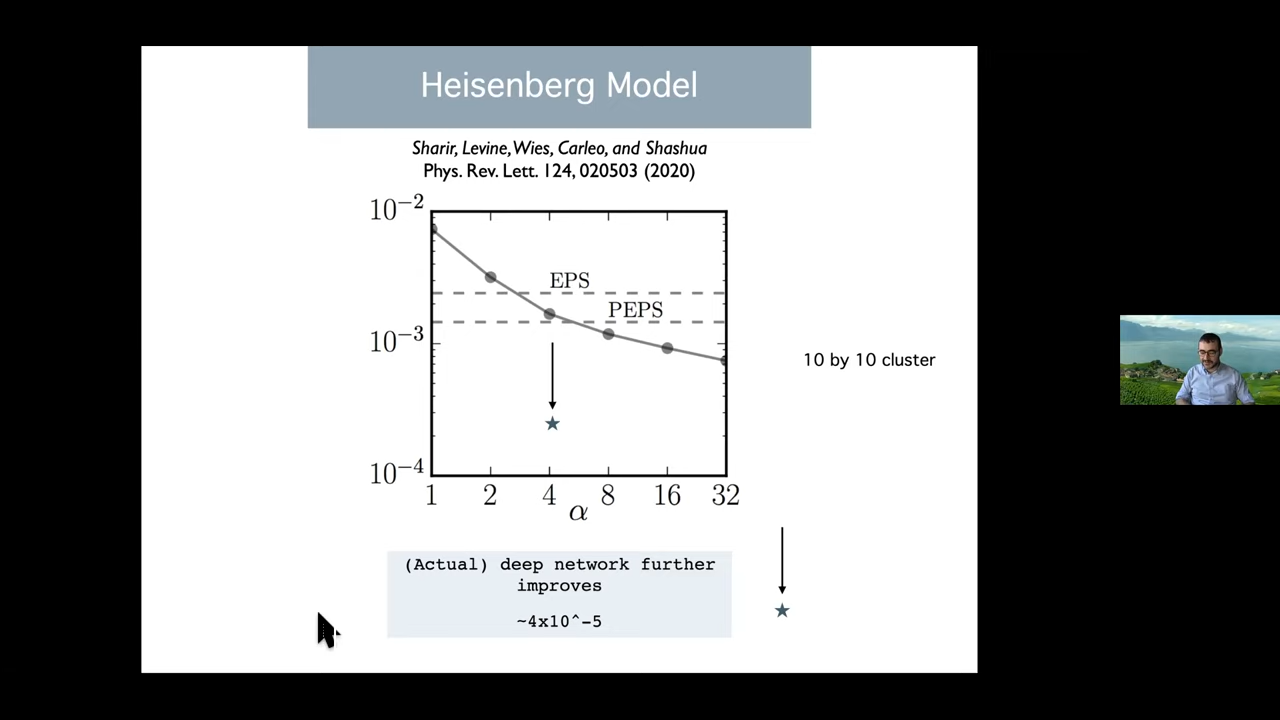 Heisenberg Model
Sharir, Levine, Wies, Carleo, and Shashua
Phys. Rev. Lett. 124, 020503 (2020)
10⁻²
EPS
PEPS
10⁻³
10 by 10 cluster
10⁻⁴
1 2 4 8 16 32
α
(Actual) deep network further
improves
~4x10^-5